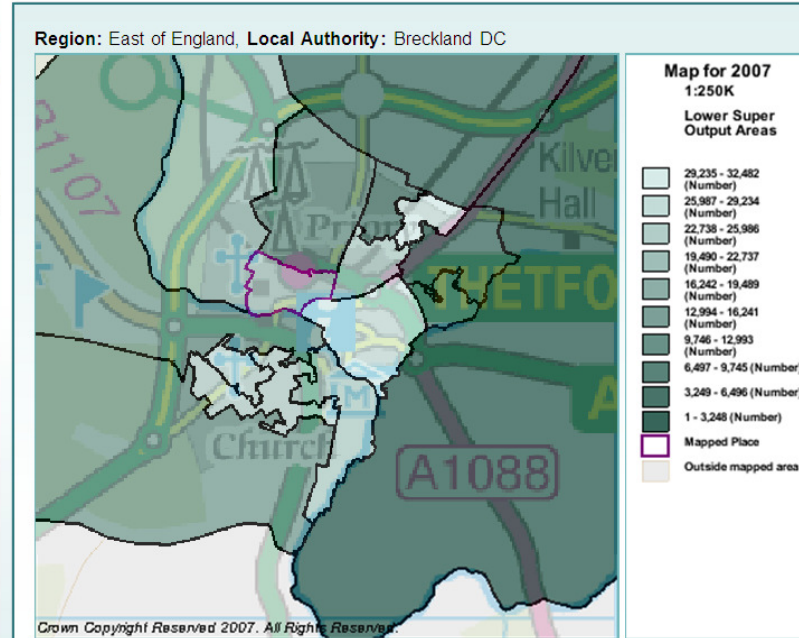 Region: East of England, Local Authority: Breckland DC
Map for 2007
1:250K
Lower Super
Output Areas
29,235 - 32,482
(Number)
25,987 - 29,234
(Number)
22,738 - 25,986
(Number)
19,490 - 22,737
(Number)
16,242 - 19,489
(Number)
12,994 - 16,241
(Number)
9,746 - 12,993
(Number)
6,497 - 9,745 (Number)
3,249 - 6,496 (Number)
1 - 3,248 (Number)
Mapped Place
Outside mapped area
B1107
Kilver
Hall
Priory
THETFO
A
Church
A1088
Crown Copyright Reserved 2007. All Rights Reserved.